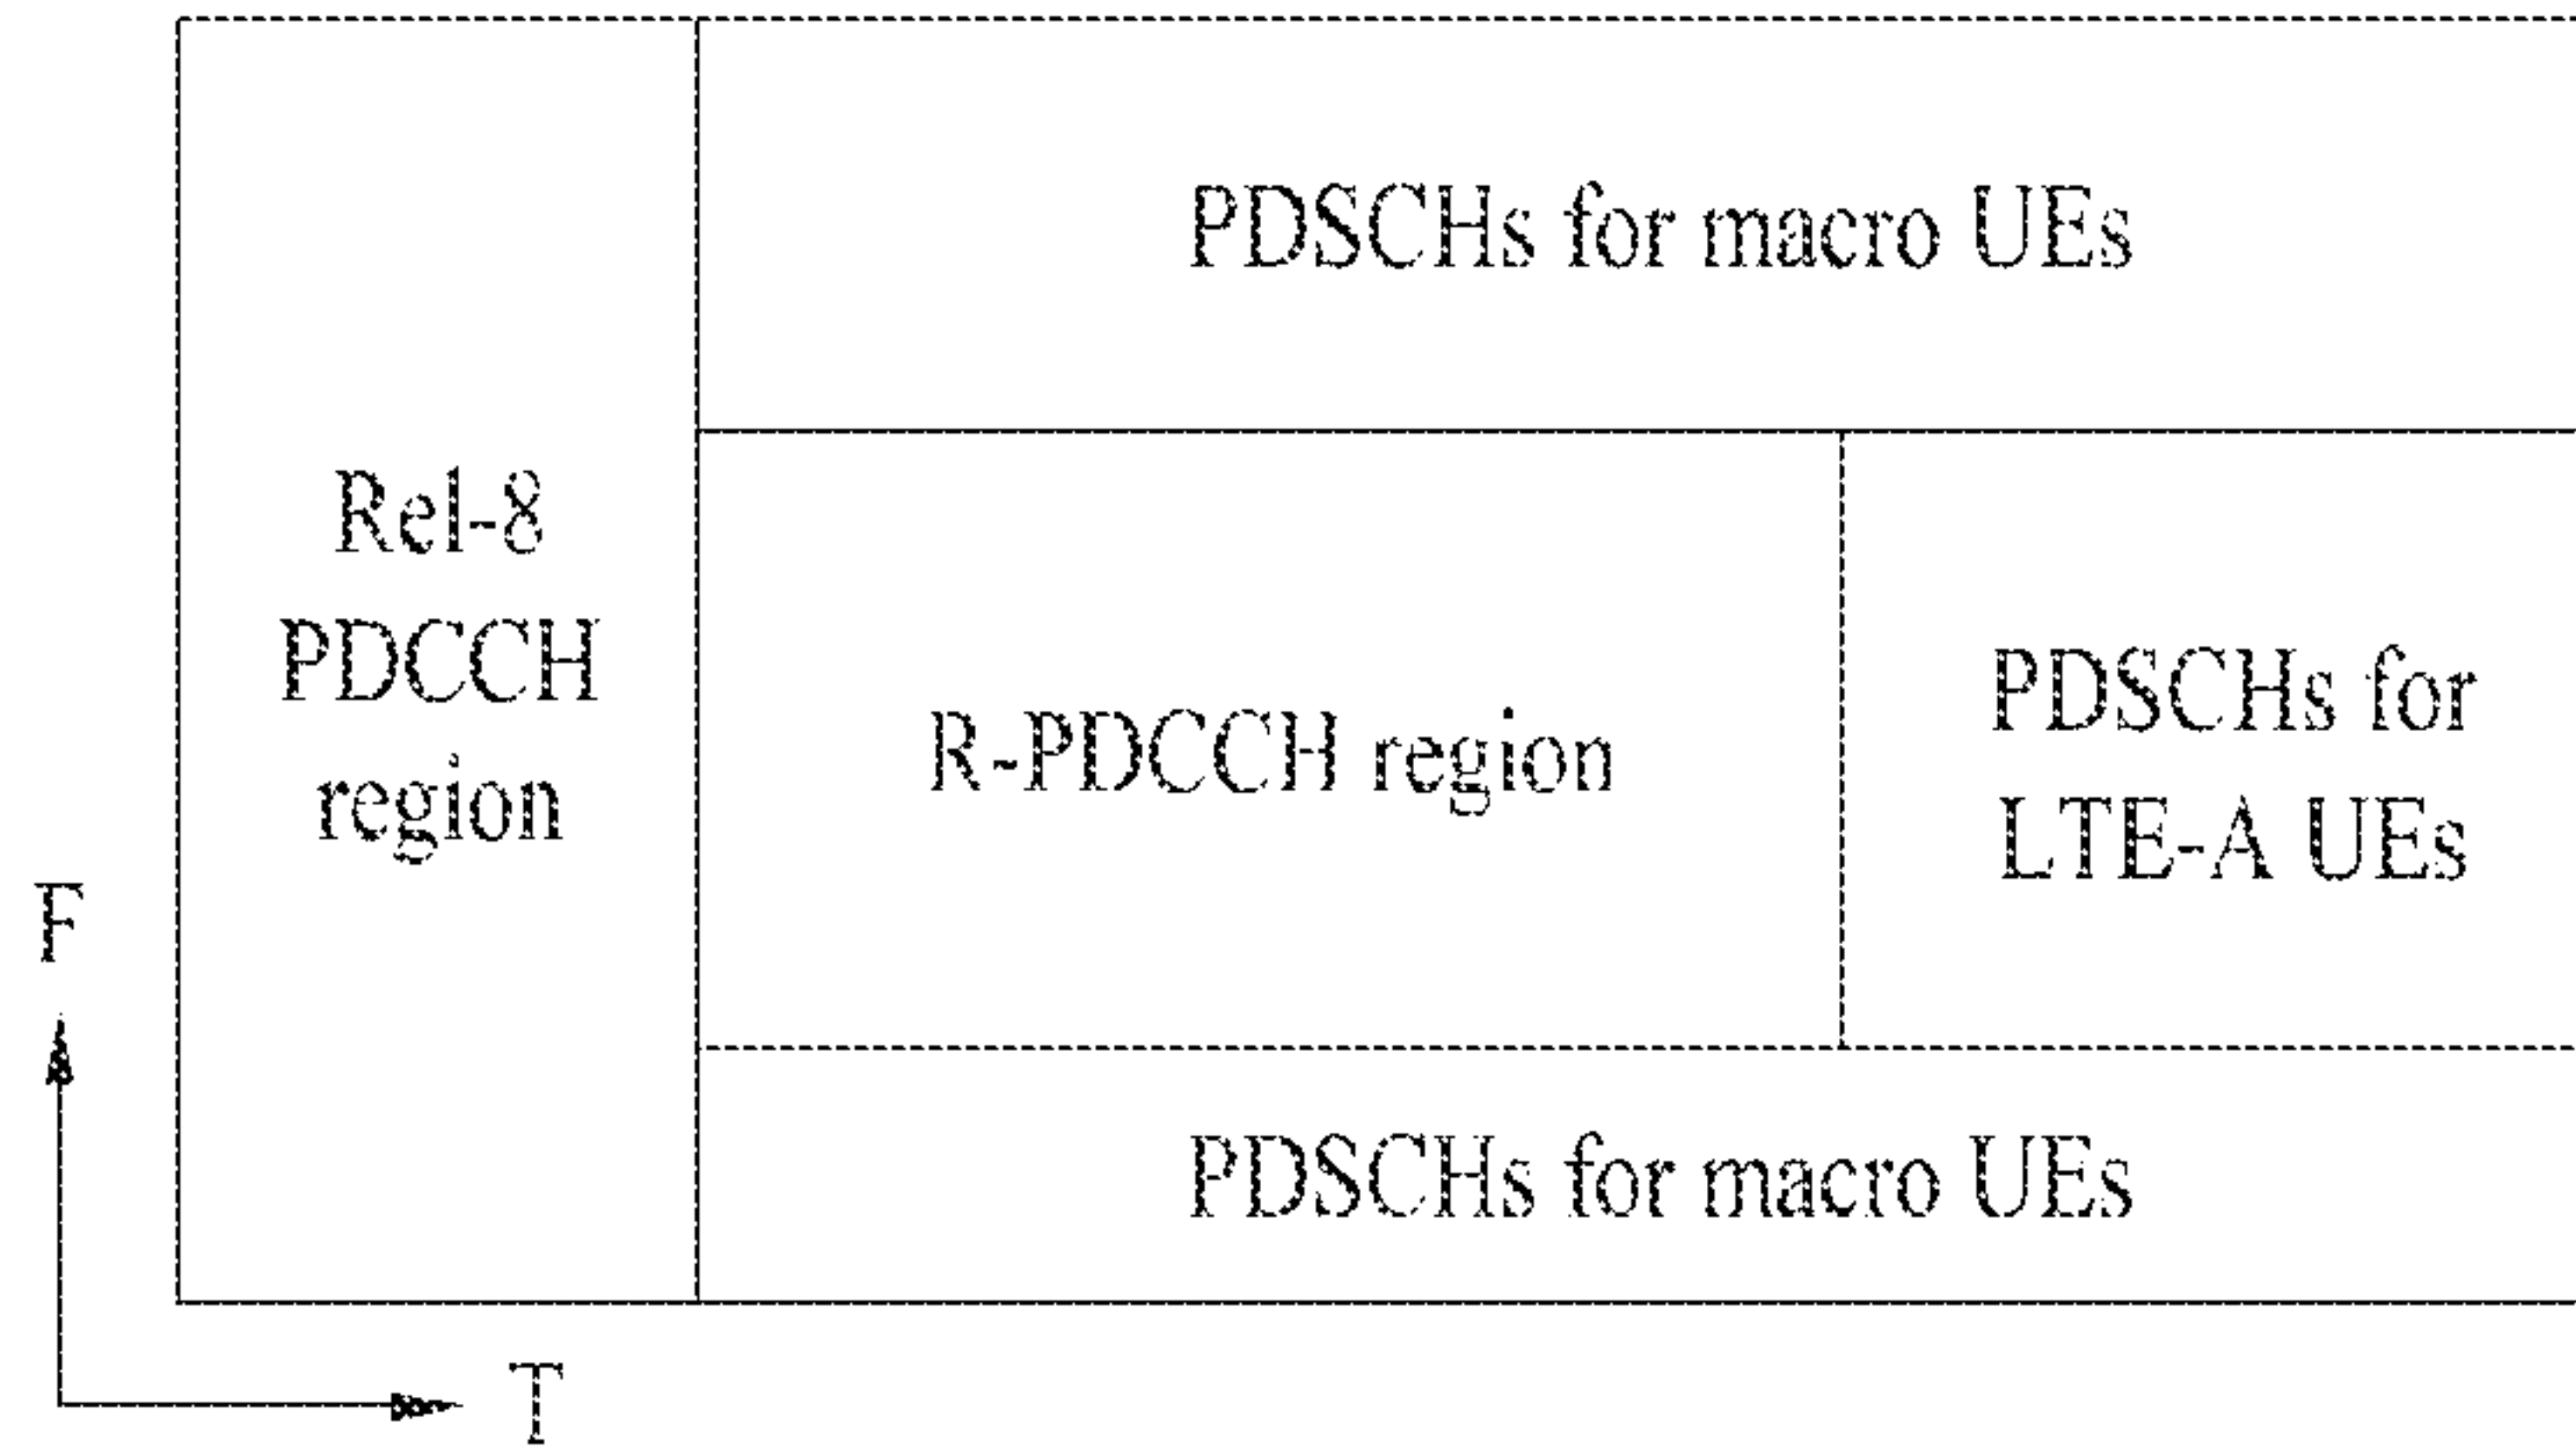 PDSCHs for macro UEs
Rel-8
PDCCH
region
R-PDCCH region
PDSCHs for
LTE-A UEs
PDSCHs for macro UEs
F
T